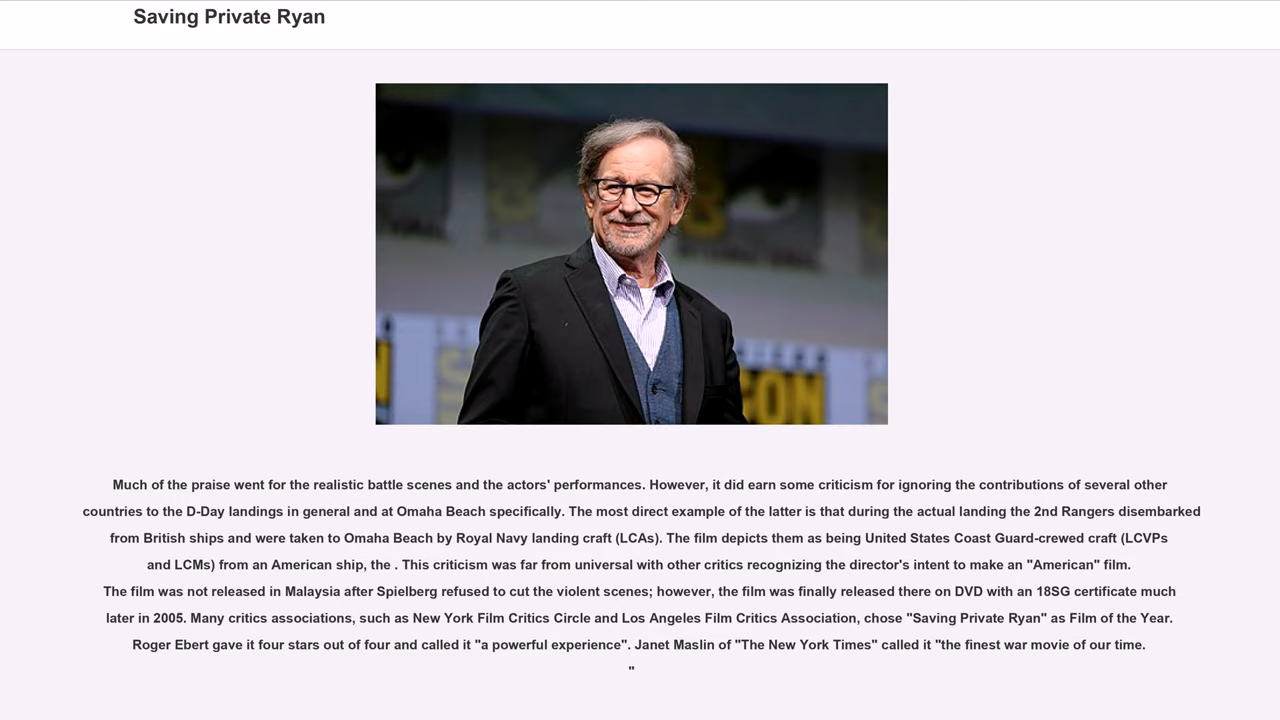 Saving Private Ryan
CON
Much of the praise went for the realistic battle scenes and the actors' performances. However, it did earn some criticism for ignoring the contributions of several other
countries to the D-Day landings in general and at Omaha Beach specifically. The most direct example of the latter is that during the actual landing the 2nd Rangers disembarked
from British ships and were taken to Omaha Beach by Royal Navy landing craft (LCAs). The film depicts them as being United States Coast Guard-crewed craft (LCVPs
and LCMs) from an American ship, the . This criticism was far from universal with other critics recognizing the director's intent to make an "American" film.
The film was not released in Malaysia after Spielberg refused to cut the violent scenes; however, the film was finally released there on DVD with an 18SG certificate much
later in 2005. Many critics associations, such as New York Film Critics Circle and Los Angeles Film Critics Association, chose "Saving Private Ryan" as Film of the Year.
Roger Ebert gave it four stars out of four and called it "a powerful experience". Janet Maslin of "The New York Times" called it "the finest war movie of our time.
"